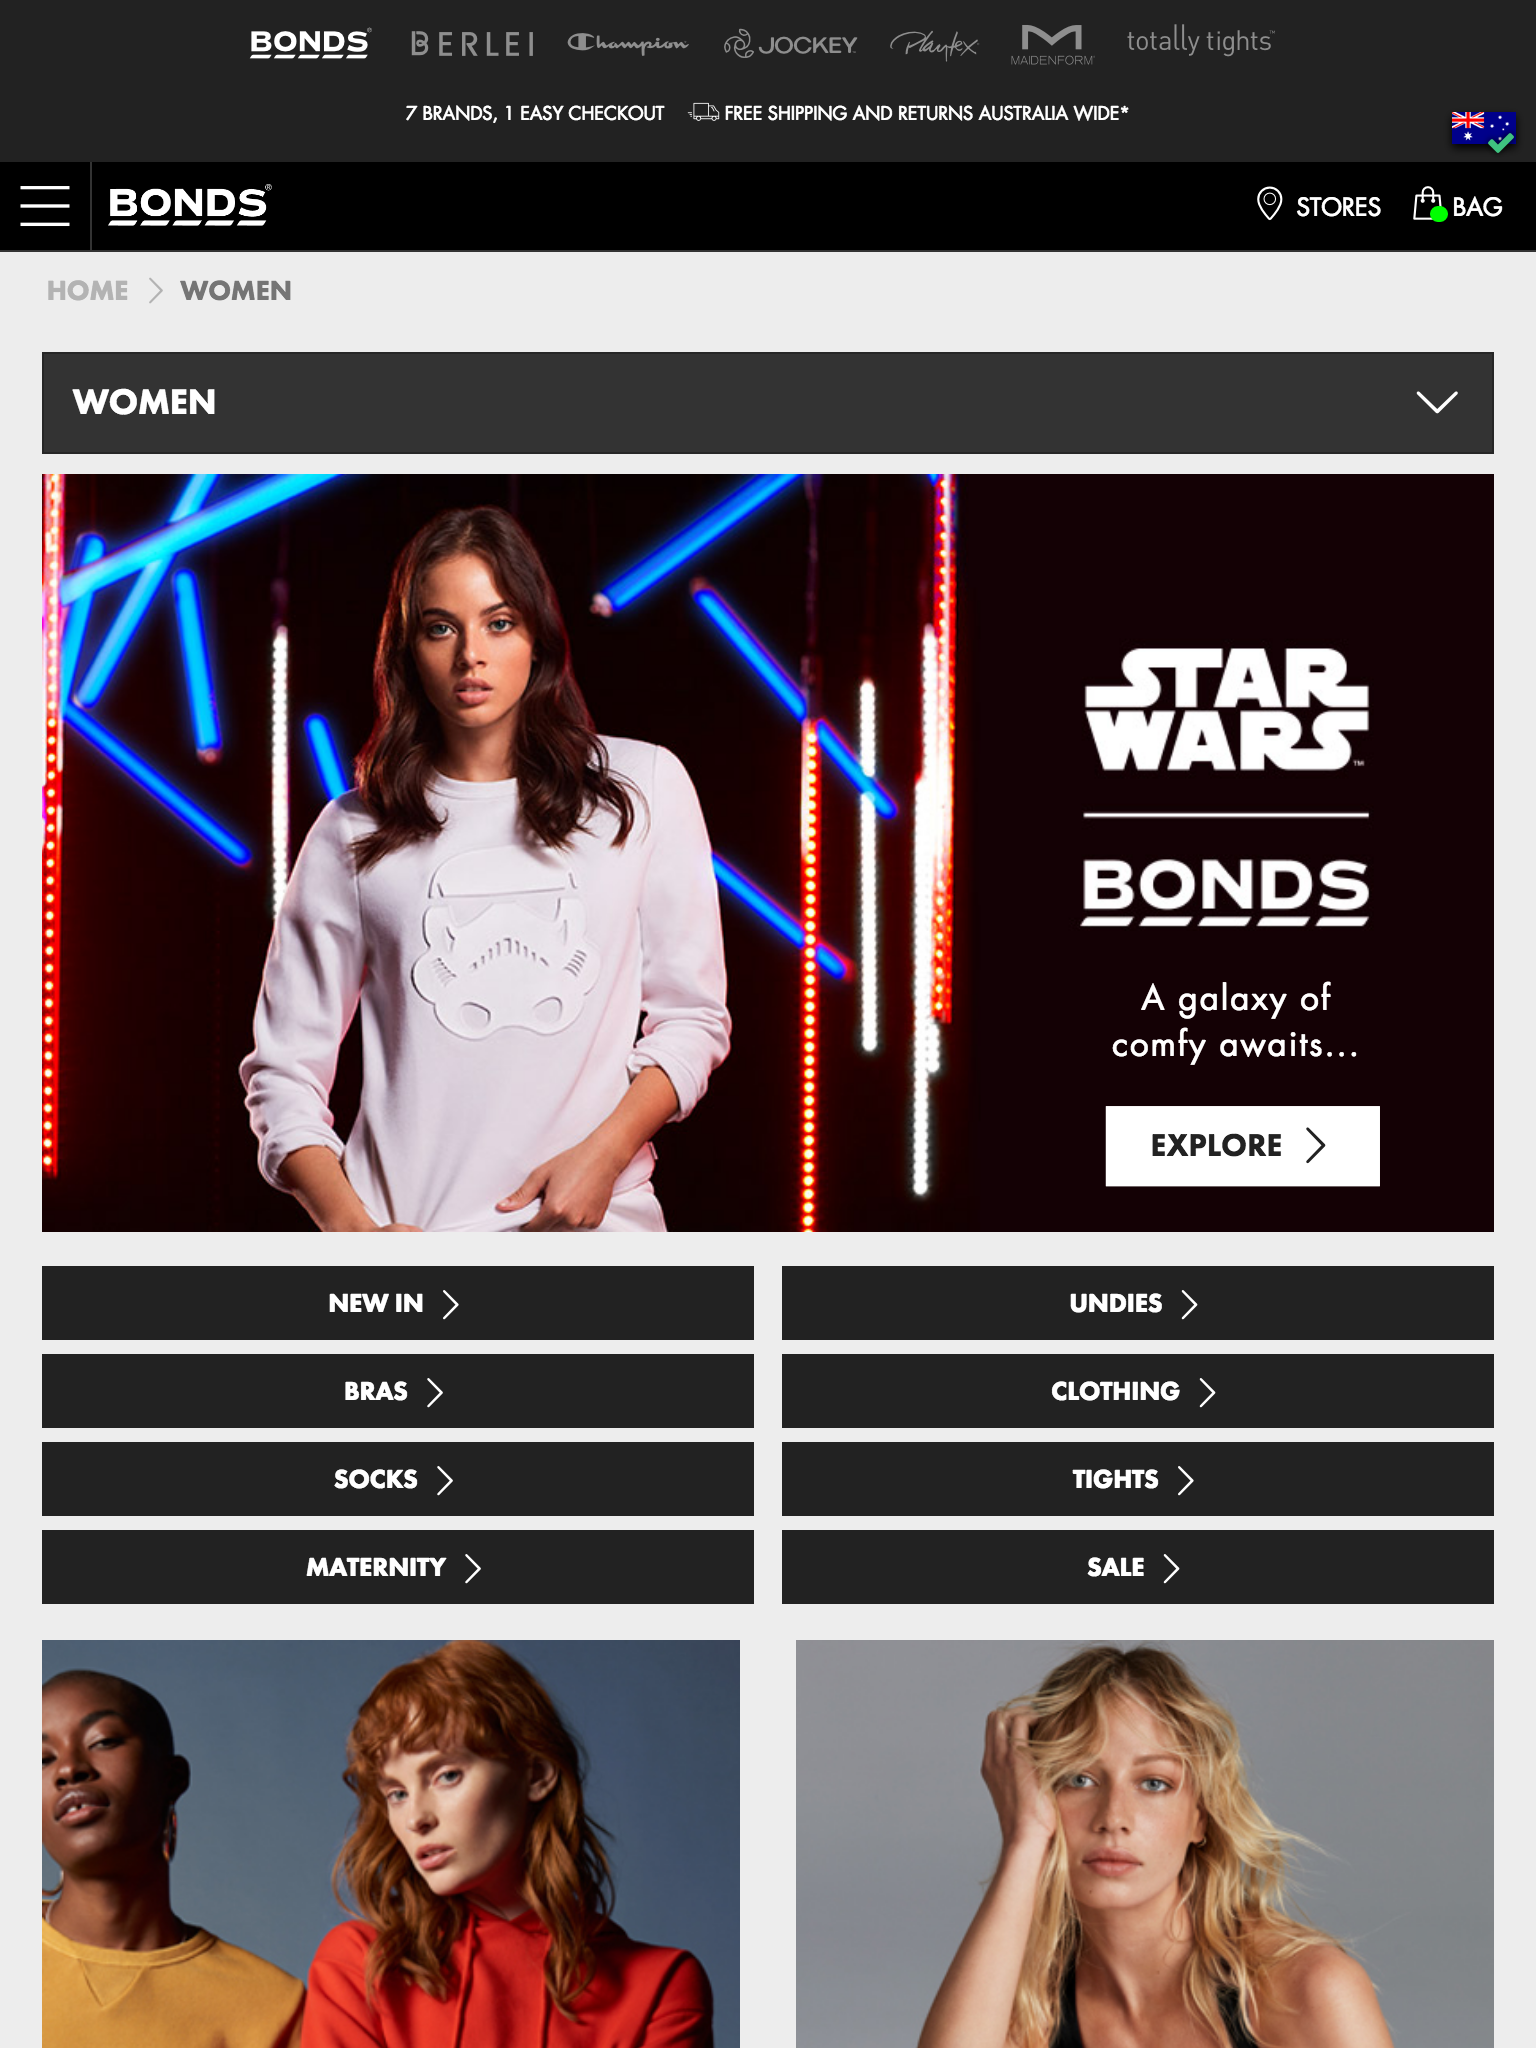 BONDS®
BERLEI
Champion
JOCKEY
Playtex
MAIDENFORM®
totally tights™
7 BRANDS, 1 EASY CHECKOUT
FREE SHIPPING AND RETURNS AUSTRALIA WIDE*
BONDS®
STORES
BAG
HOME
WOMEN
WOMEN
STAR
WARS™
BONDS
A galaxy of
comfy awaits...
EXPLORE
NEW IN
UNDIES
BRAS
CLOTHING
SOCKS
TIGHTS
MATERNITY
SALE